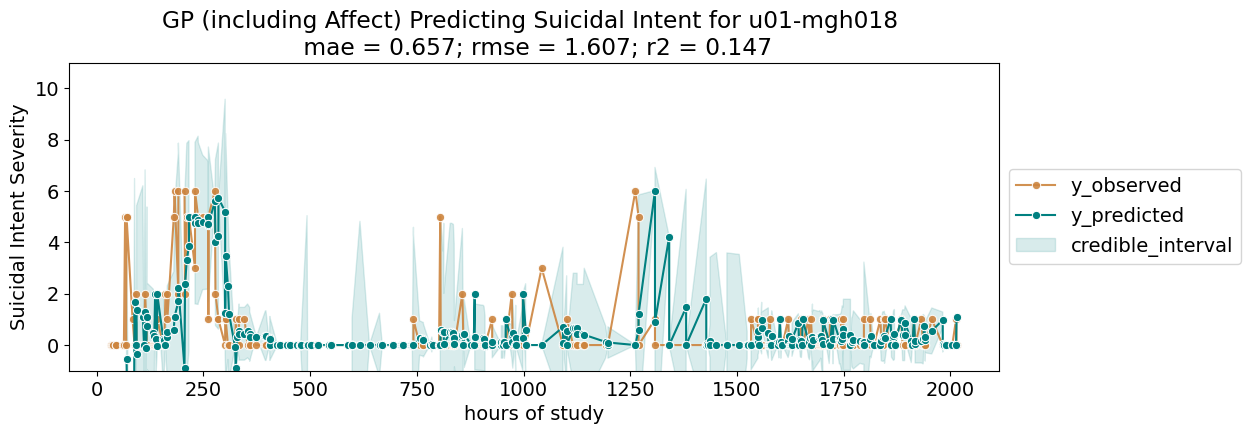 GP (including Affect) Predicting Suicidal Intent for u01-mgh018
mae = 0.657; rmse = 1.607; r2 = 0.147
Suicidal Intent Severity
10
8
6
4
2
0
0 250 500 750 1000 1250 1500 1750 2000
hours of study
y_observed
y_predicted
credible_interval